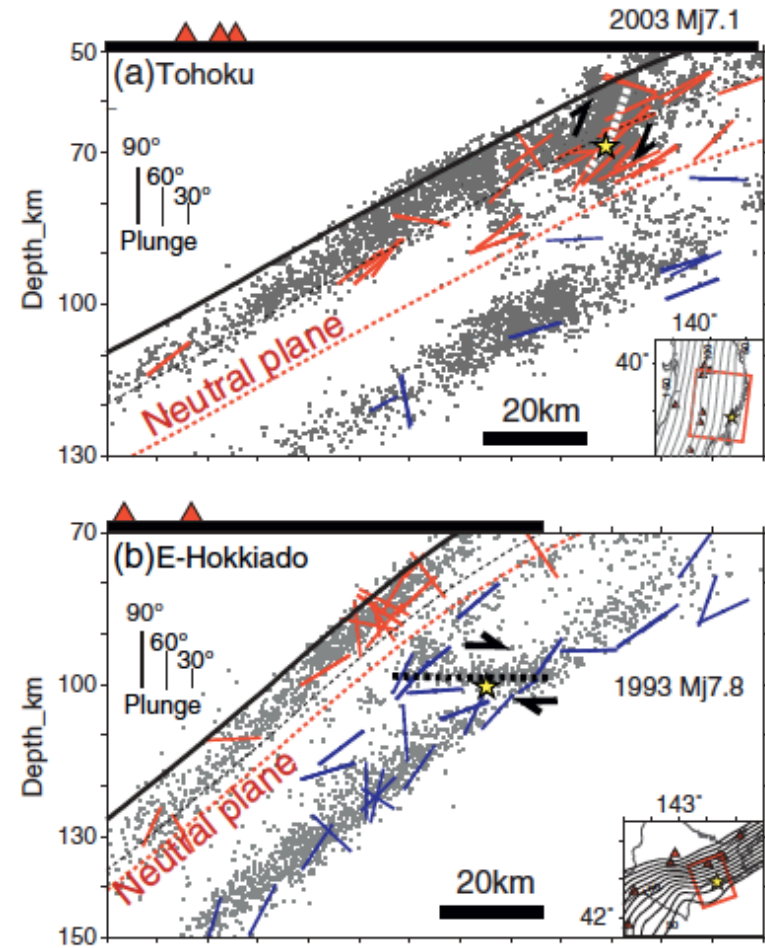 2003 Mj7.1
50
(a)Tohoku
70
90°
60°
30°
Plunge
Depth_km
100
Neutral plane
140°
40°
20km
130
70
(b)E-Hokkiado
90°
60°
30°
Plunge
Depth_km
100
1993 Mj7.8
Neutral plane
143°
130
20km
42°
150